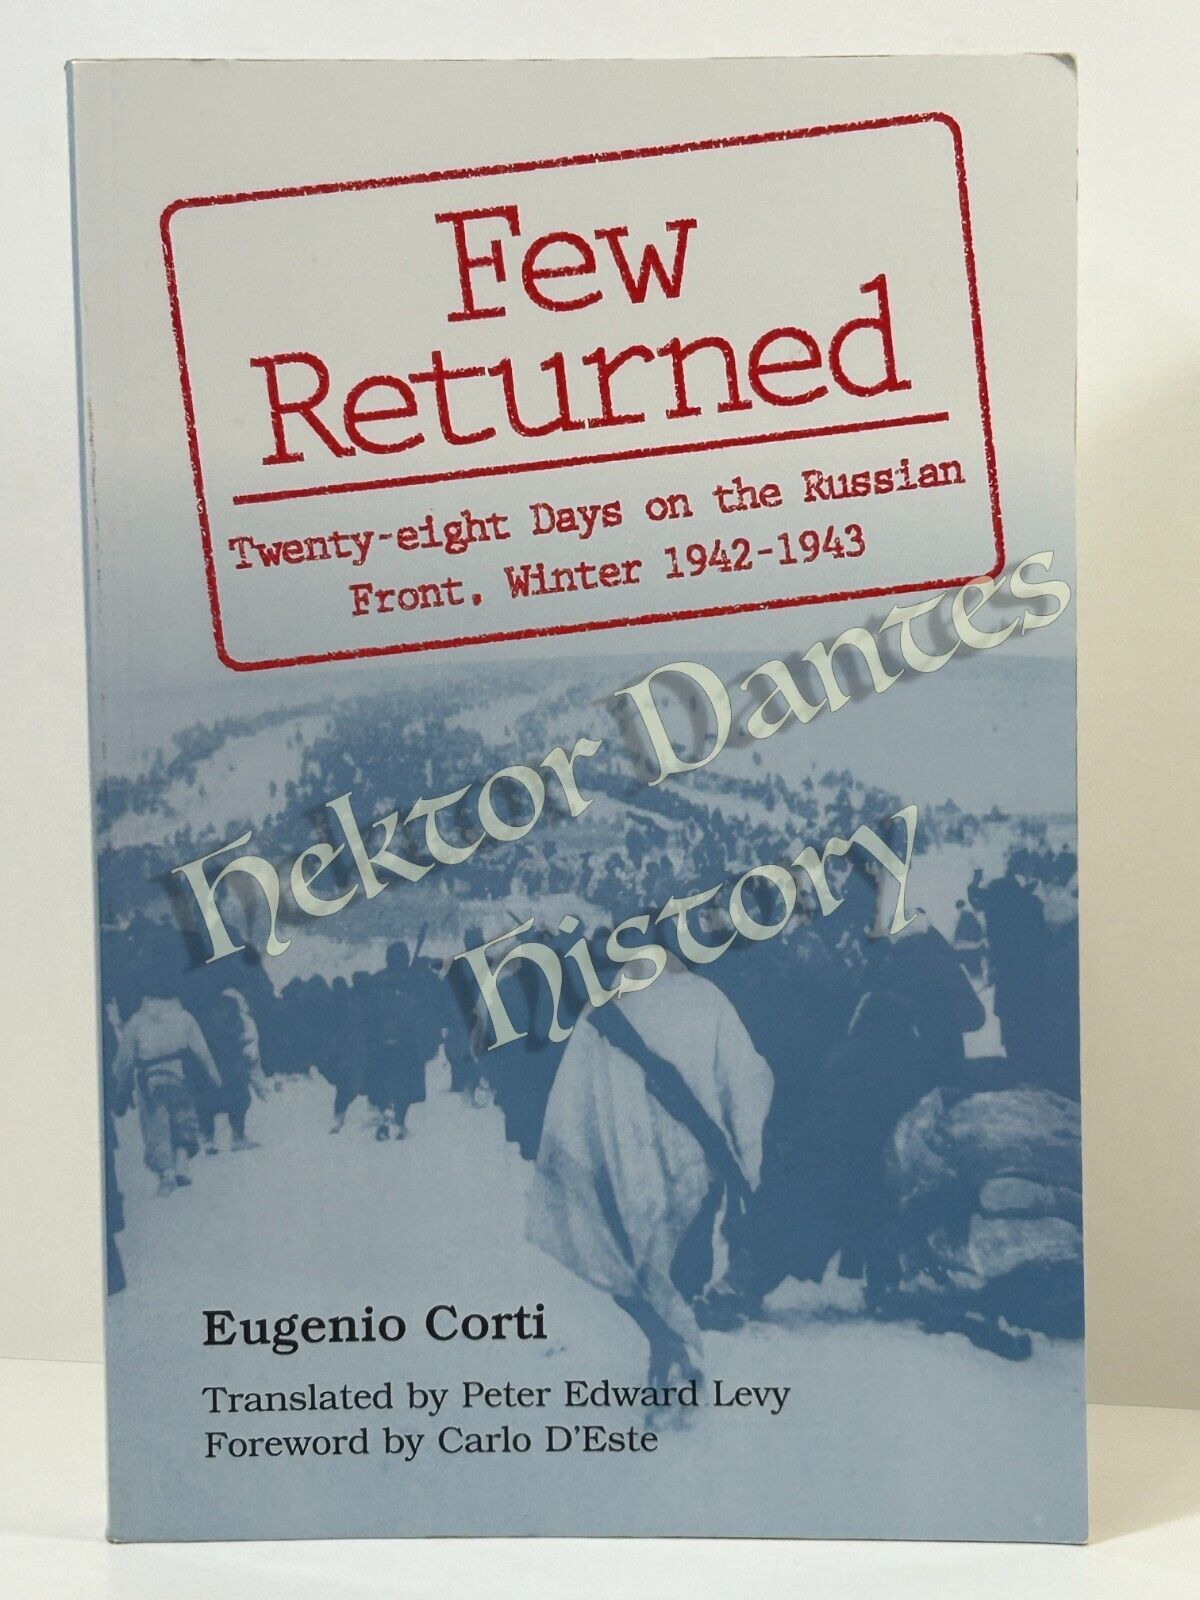 Few
Returned
Twenty-eight Days on the Russian
Front, Winter 1942-1943
Hektor Dantes
History
Eugenio Corti
Translated by Peter Edward Levy
Foreword by Carlo D'Este